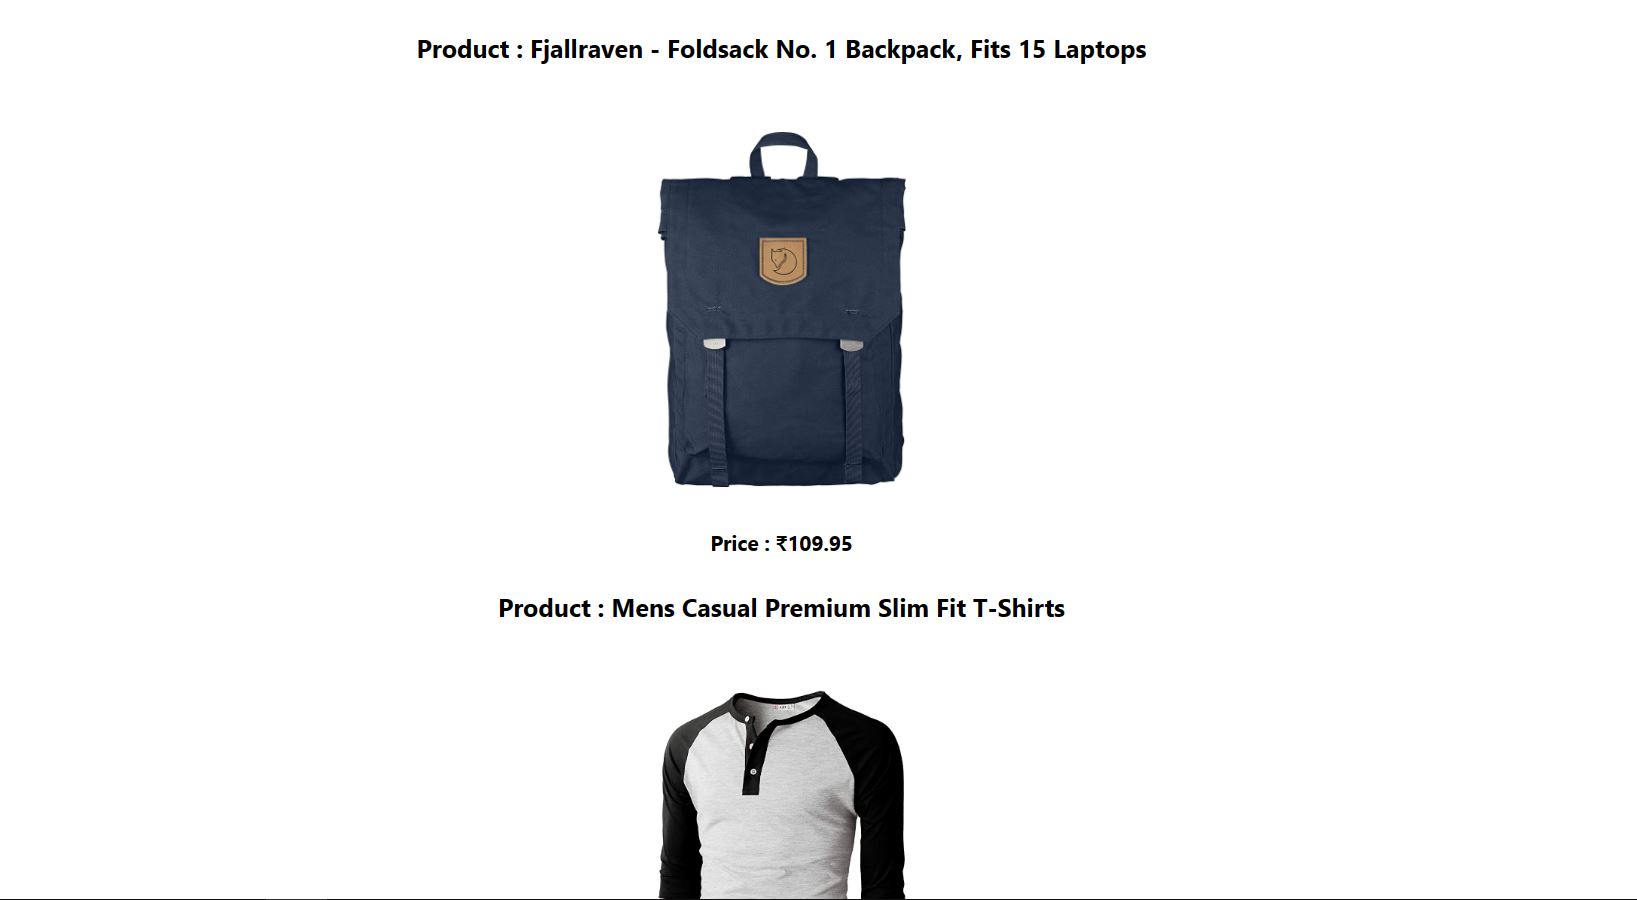 Product : Fjallraven - Foldsack No. 1 Backpack, Fits 15 Laptops
Price : ₹109.95
Product : Mens Casual Premium Slim Fit T-Shirts